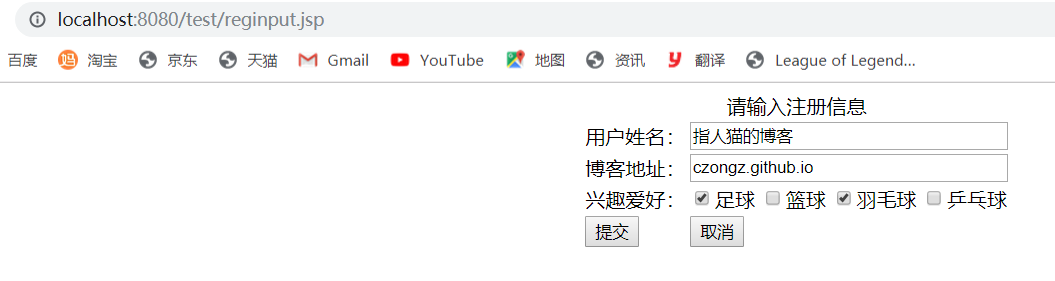 localhost:8080/test/reginput.jsp
百度 淘宝 京东 天猫 Gmail YouTube 地图 资讯 翻译 League of Legend...
请输入注册信息
用户姓名： 指人猫的博客
博客地址： czongz.github.io
兴趣爱好： 足球 篮球 羽毛球 乒乓球
提交 取消